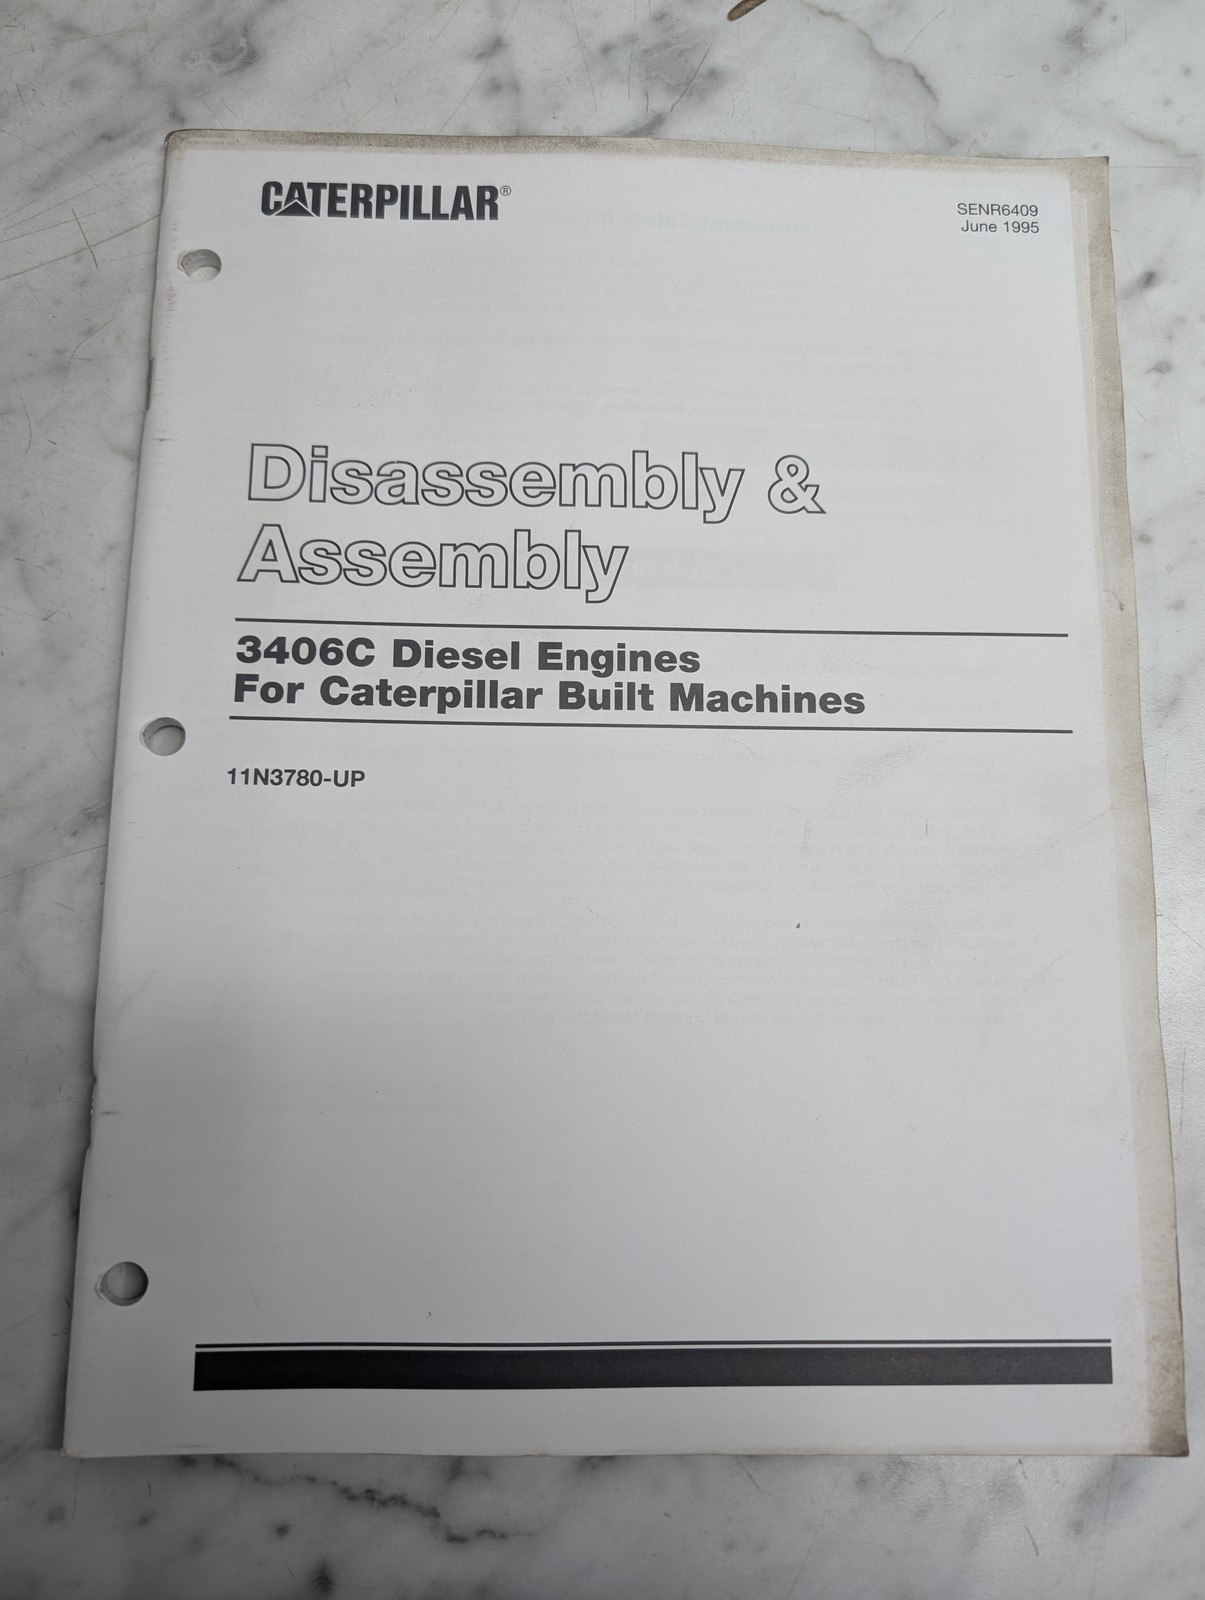 CATERPILLAR®
SENR6409
June 1995
Disassembly &
Assembly
3406C Diesel Engines
For Caterpillar Built Machines
11N3780-UP